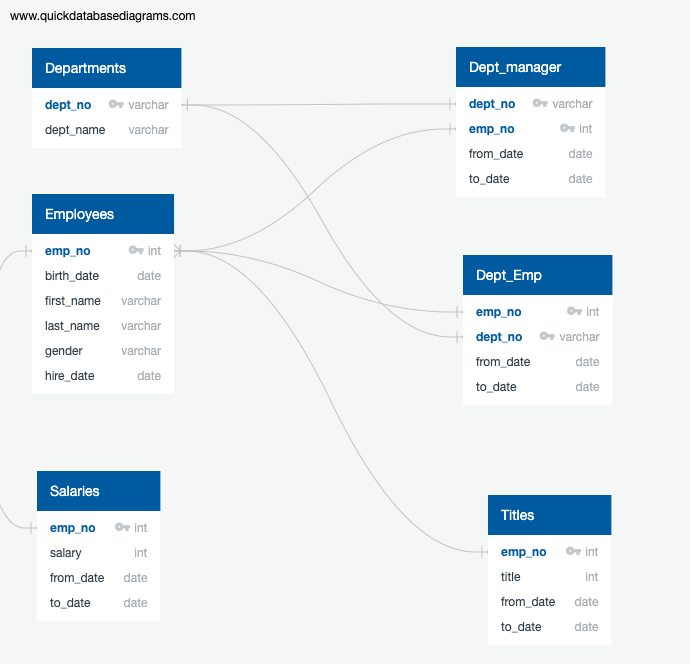 www.quickdatabasediagrams.com
Departments
dept_no varchar
dept_name varchar
Employees
emp_no int
birth_date date
first_name varchar
last_name varchar
gender varchar
hire_date date
Salaries
emp_no int
salary int
from_date date
to_date date
Dept_manager
dept_no varchar
emp_no int
from_date date
to_date date
Dept_Emp
emp_no int
dept_no varchar
from_date date
to_date date
Titles
emp_no int
title int
from_date date
to_date date